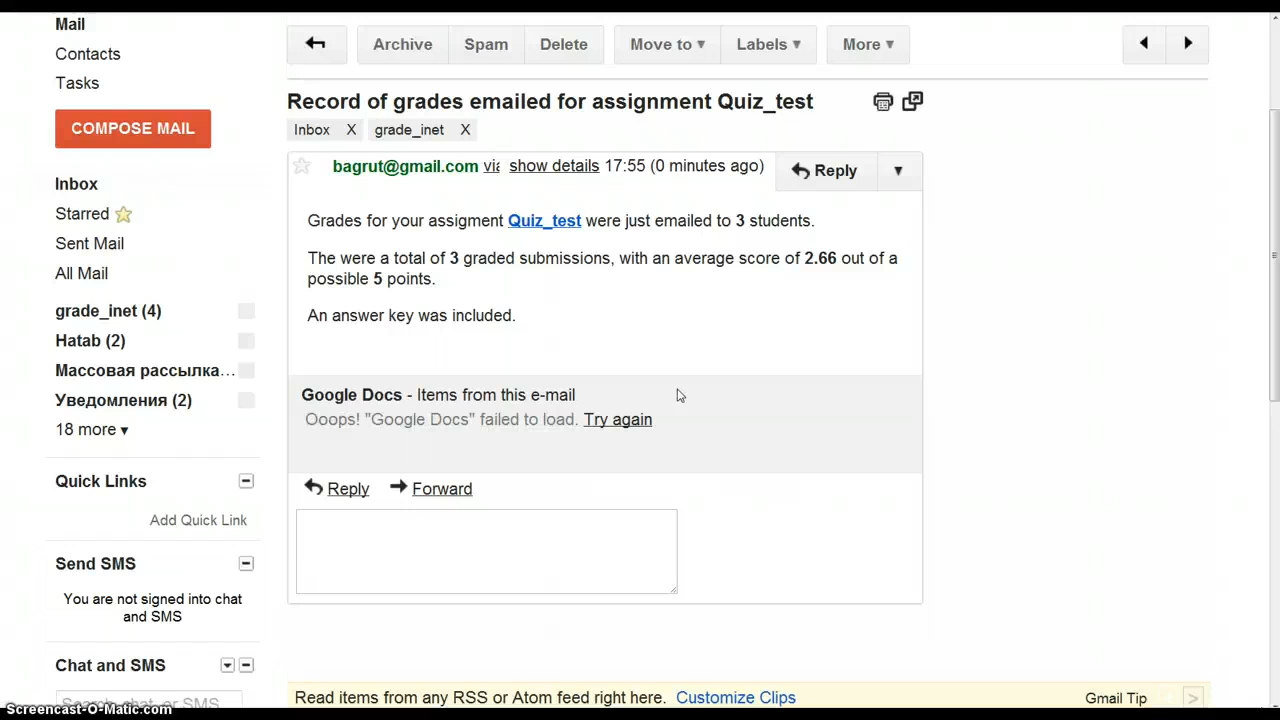 Mail
Contacts
Tasks
COMPOSE MAIL
Inbox
Starred
Sent Mail
All Mail
grade_inet (4)
Hatab (2)
Массовая рассылка…
Уведомления (2)
18 more ▾
Quick Links
Add Quick Link
Send SMS
You are not signed into chat
and SMS
Chat and SMS
Search, chat, or SMS
Archive Spam Delete Move to ▾ Labels ▾ More ▾
Record of grades emailed for assignment Quiz_test
Inbox X grade_inet X
bagrut@gmail.com via show details 17:55 (0 minutes ago) Reply
Grades for your assigment Quiz_test were just emailed to 3 students.
The were a total of 3 graded submissions, with an average score of 2.66 out of a
possible 5 points.
An answer key was included.
Google Docs - Items from this e-mail
Ooops! "Google Docs" failed to load. Try again
Reply Forward
Read items from any RSS or Atom feed right here. Customize Clips Gmail Tip >
Screencast-O-Matic.com